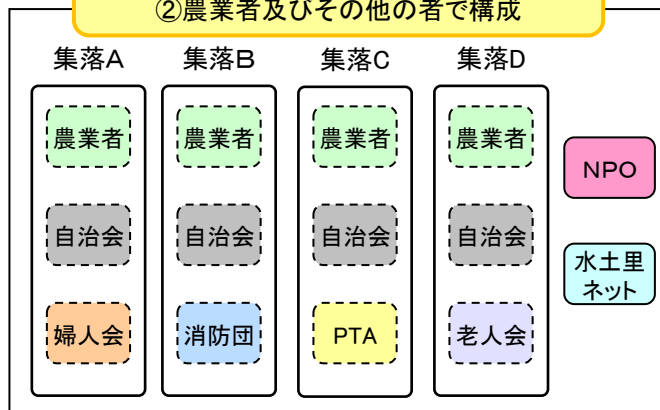 ②農業者及びその他の者で構成
集落A
集落B
集落C
集落D
農業者
農業者
農業者
農業者
NPO
自治会
自治会
自治会
自治会
水土里
ネット
婦人会
消防団
PTA
老人会